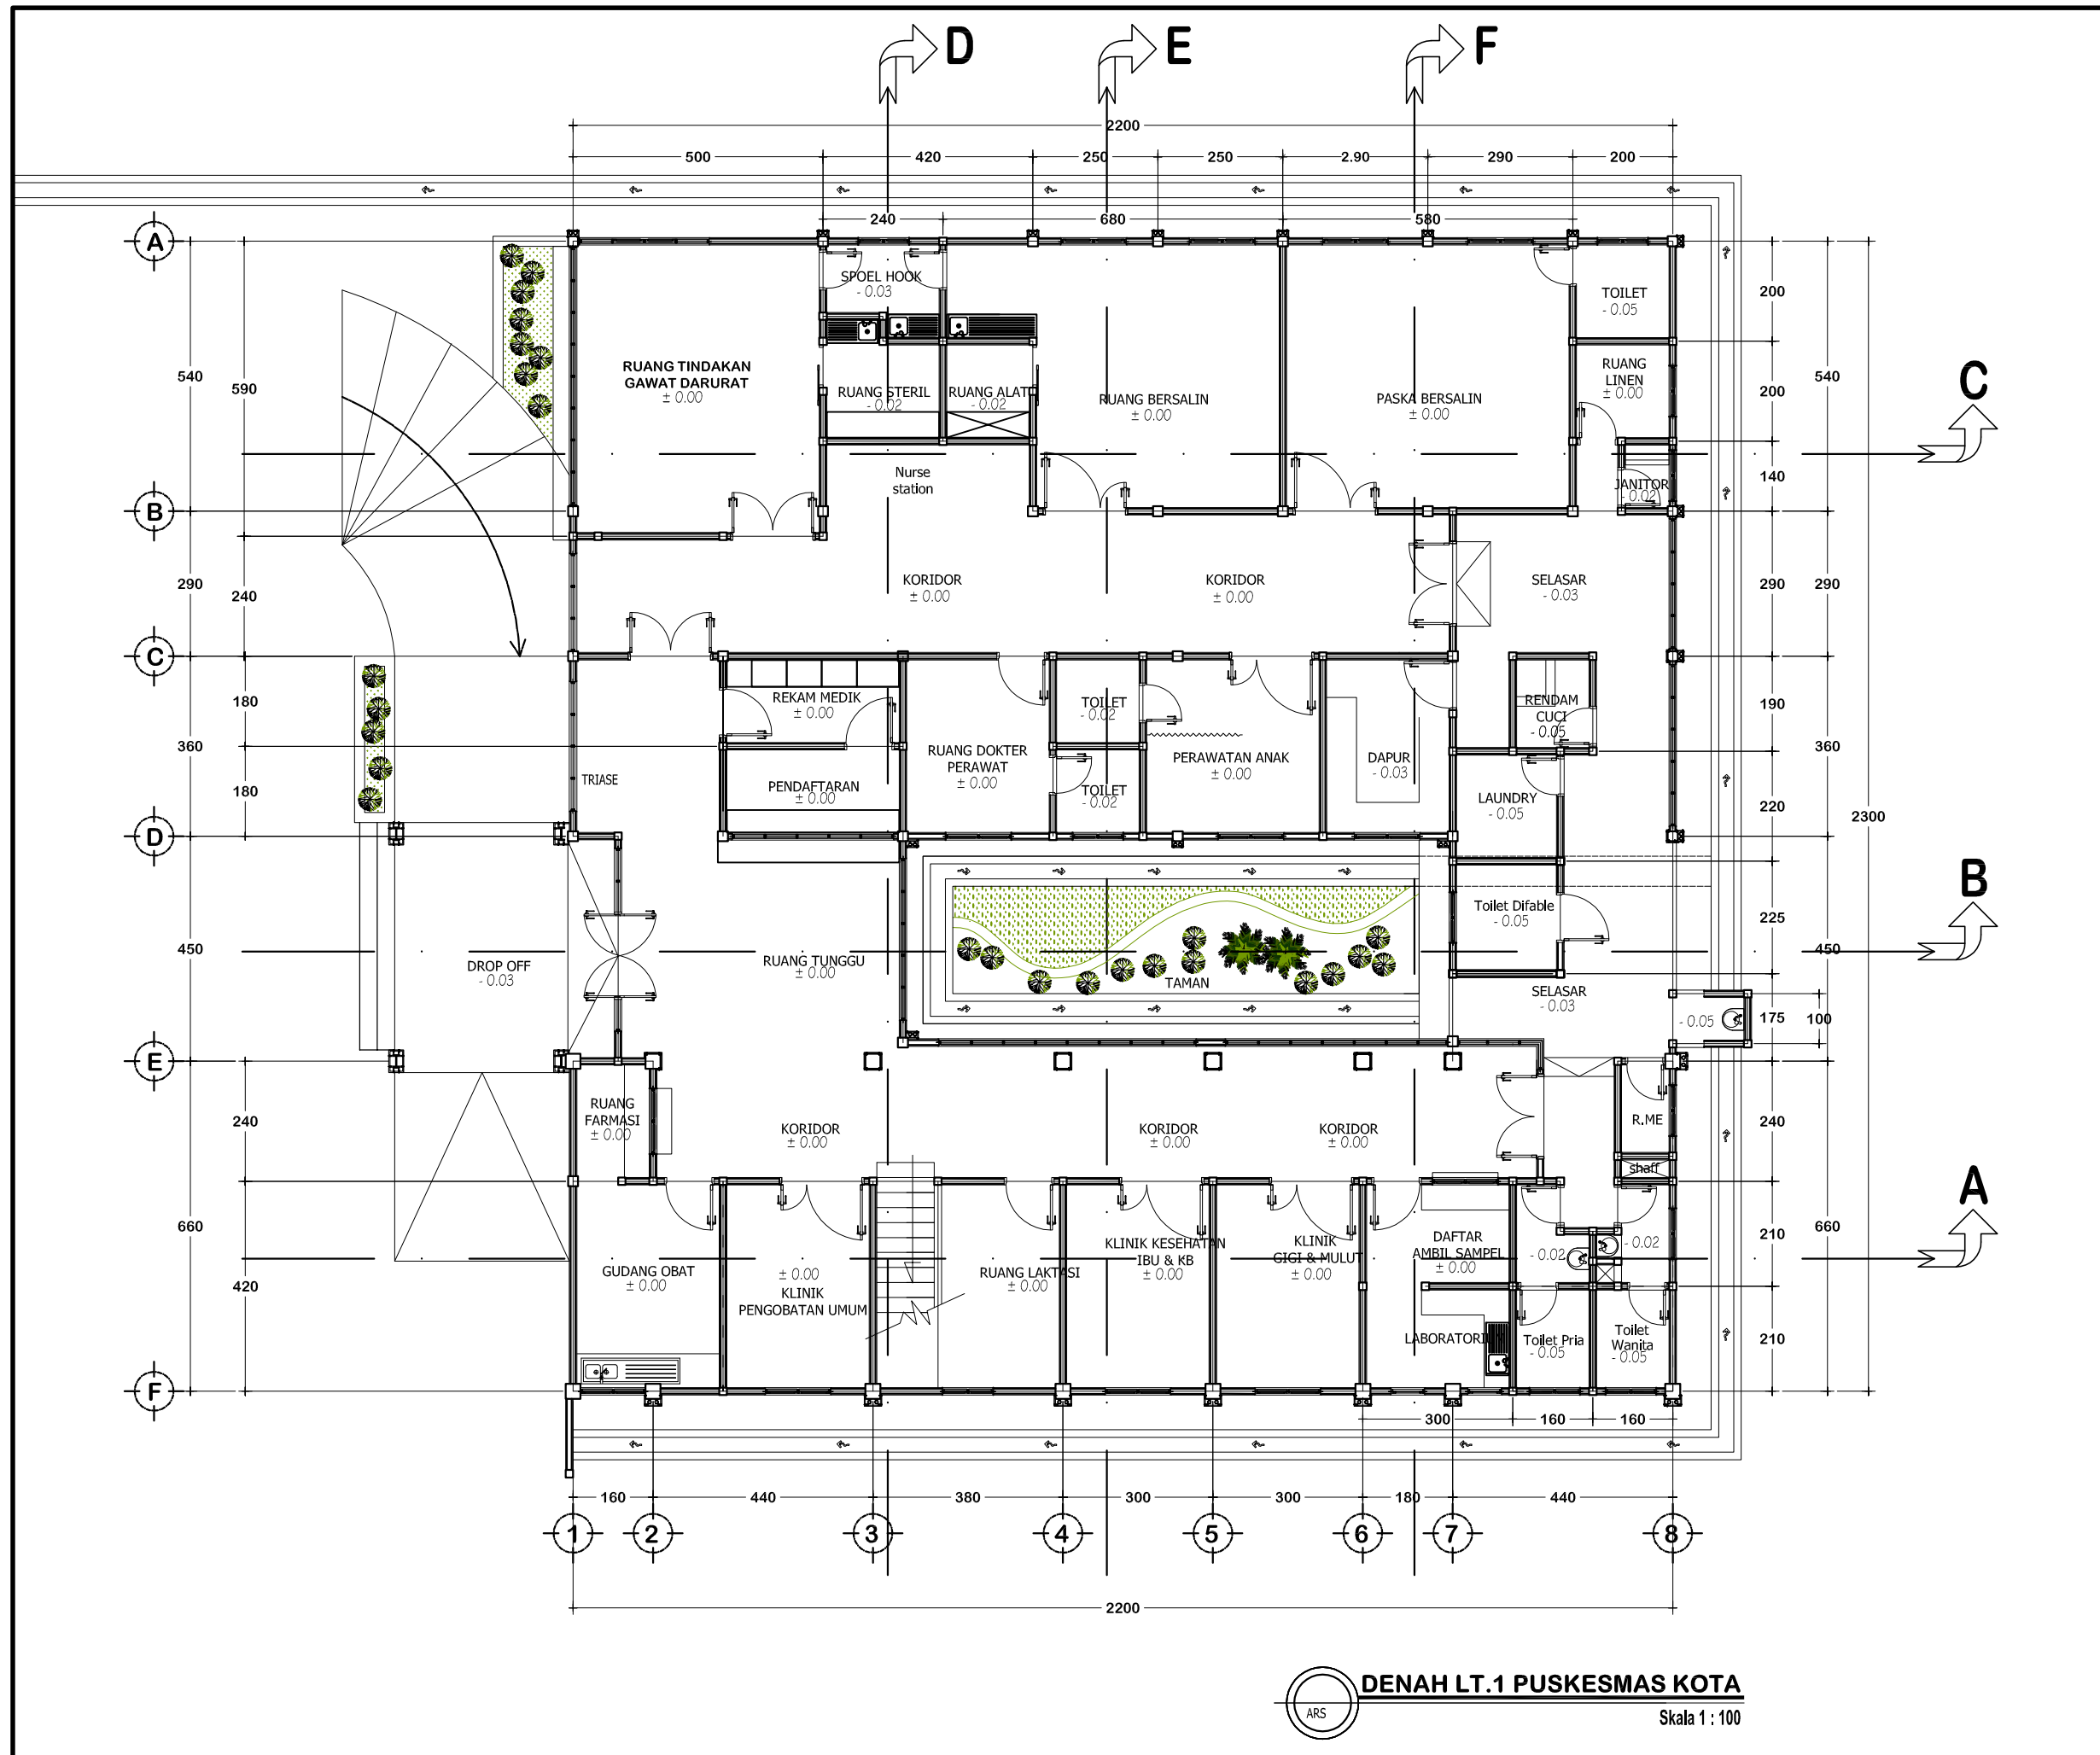 D
E
F
2200
500
420
250
250
2.90
290
200
240
680
580
A
SPOEL HOOK
- 0.03
TOILET
- 0.05
200
540
590
540
RUANG TINDAKAN
GAWAT DARURAT
± 0.00
RUANG STERIL
- 0.02
RUANG ALAT
- 0.02
RUANG BERSALIN
± 0.00
PASKA BERSALIN
± 0.00
RUANG
LINEN
± 0.00
200
C
Nurse
station
JANITOR
- 0.02
140
B
290
240
KORIDOR
± 0.00
KORIDOR
± 0.00
SELASAR
- 0.03
290
290
C
180
REKAM MEDIK
± 0.00
TOILET
- 0.02
RENDAM
CUCI
- 0.05
190
360
RUANG DOKTER
PERAWAT
± 0.00
PERAWATAN ANAK
± 0.00
DAPUR
- 0.03
360
TRIASE
PENDAFTARAN
± 0.00
TOILET
- 0.02
LAUNDRY
- 0.05
180
220
2300
D
Toilet Difable
- 0.05
225
B
450
DROP OFF
- 0.03
RUANG TUNGGU
± 0.00
TAMAN
450
SELASAR
- 0.03
- 0.05
175
100
E
240
RUANG
FARMASI
± 0.00
KORIDOR
± 0.00
KORIDOR
± 0.00
KORIDOR
± 0.00
R.ME
240
shaff
A
660
GUDANG OBAT
± 0.00
± 0.00
KLINIK
PENGOBATAN UMUM
RUANG LAKTASI
± 0.00
KLINIK KESEHATAN
IBU & KB
± 0.00
KLINIK
GIGI & MULUT
± 0.00
DAFTAR
AMBIL SAMPEL
± 0.00
- 0.02
- 0.02
210
660
420
LABORATORIUM
Toilet Pria
- 0.05
Toilet
Wanita
- 0.05
210
F
300
160
160
160
440
380
300
300
180
440
1
2
3
4
5
6
7
8
2200
DENAH LT.1 PUSKESMAS KOTA
ARS
Skala 1 : 100